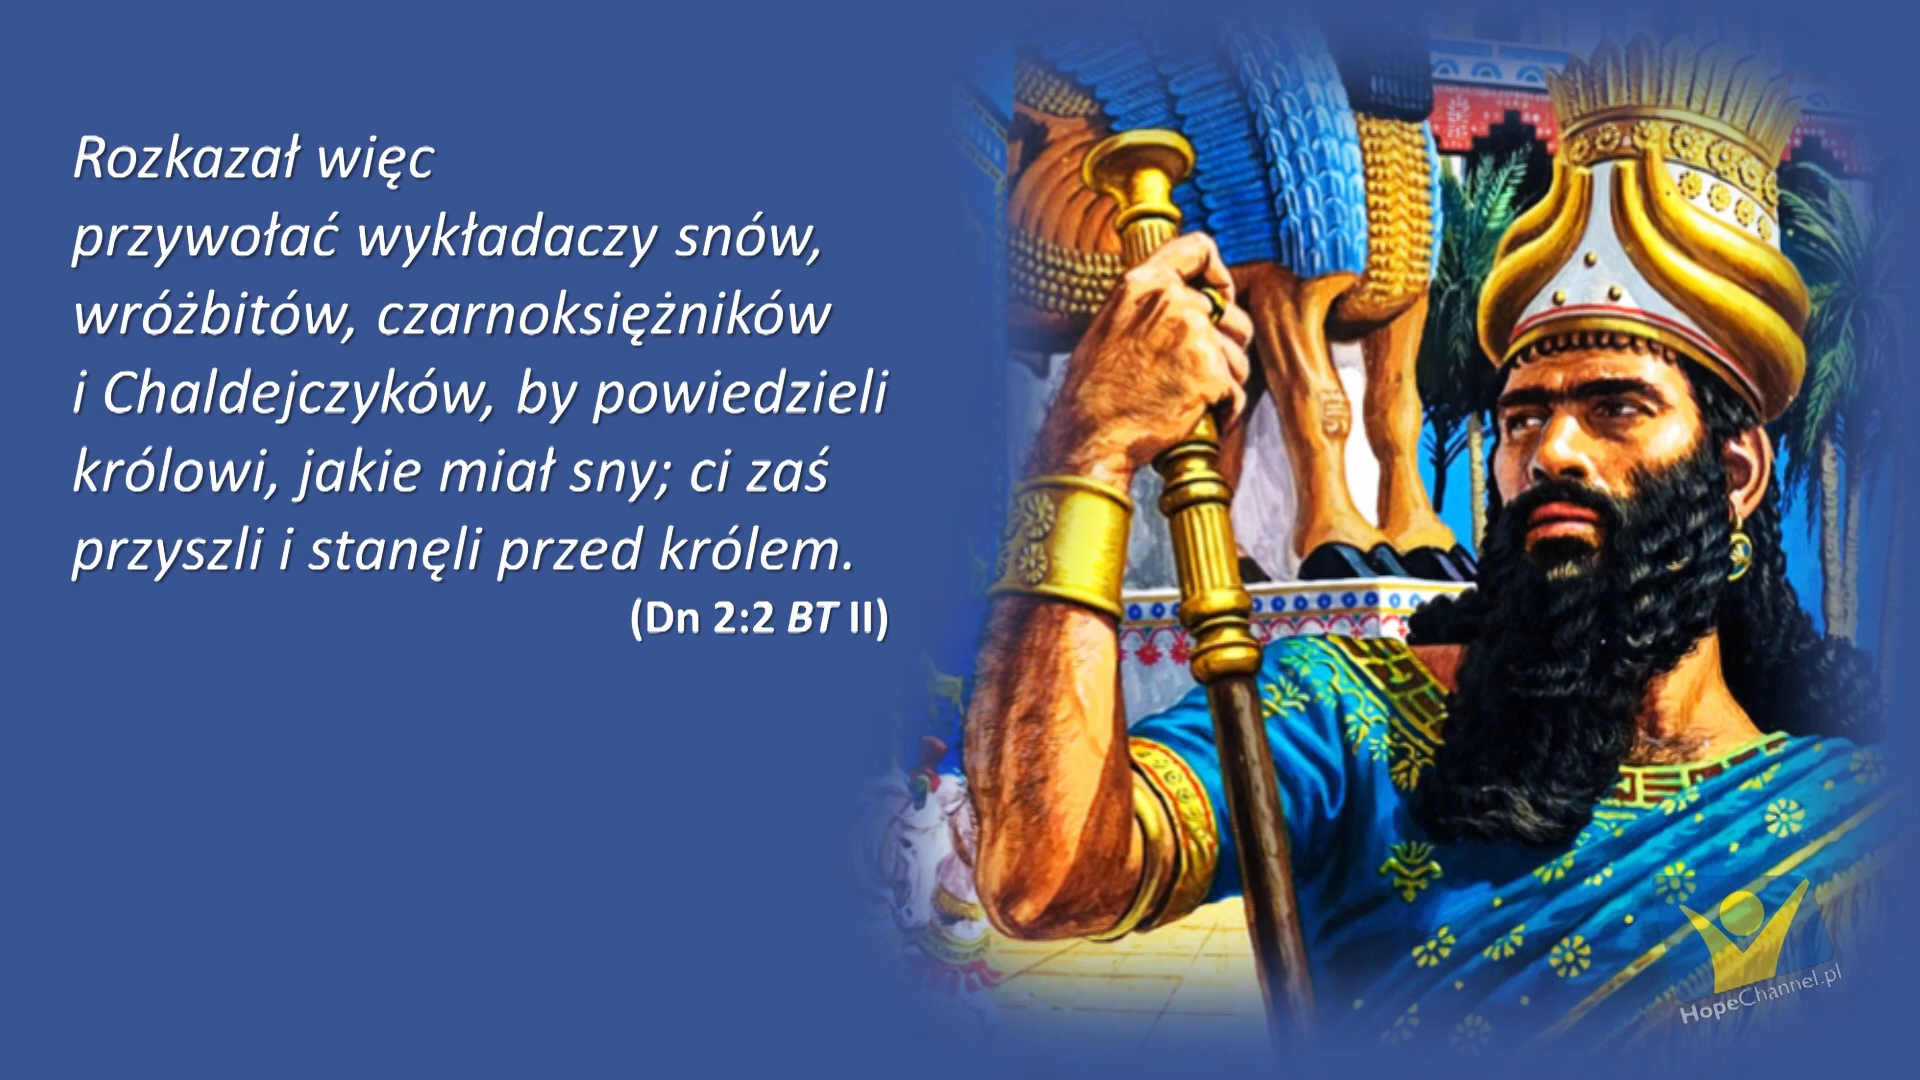 Rozkazał więc
przywołać wykładaczy snów,
wróżbitów, czarnoksiężników
i Chaldejczyków, by powiedzieli
królowi, jakie miał sny; ci zaś
przyszli i stanęli przed królem.
(Dn 2:2 BT II)
HopeChannel.pl